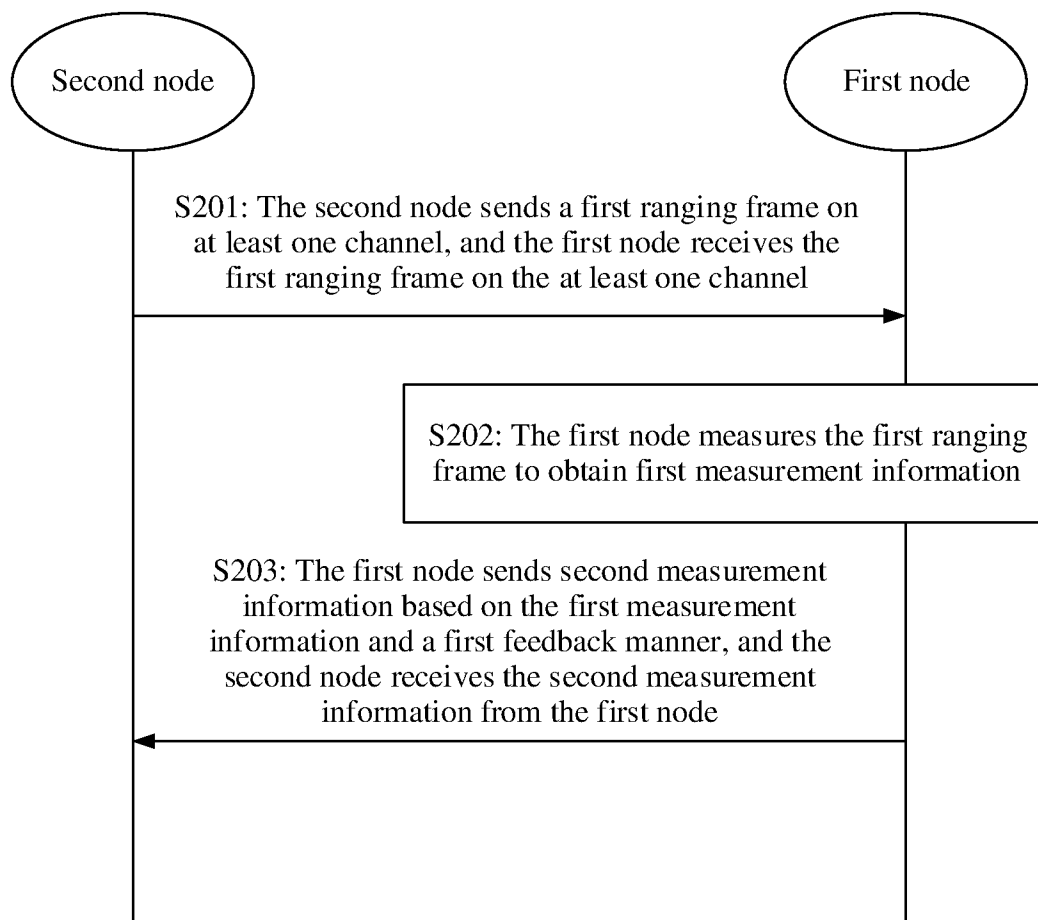 Second node
First node
S201: The second node sends a first ranging frame on
at least one channel, and the first node receives the
first ranging frame on the at least one channel
S202: The first node measures the first ranging
frame to obtain first measurement information
S203: The first node sends second measurement
information based on the first measurement
information and a first feedback manner, and the
second node receives the second measurement
information from the first node